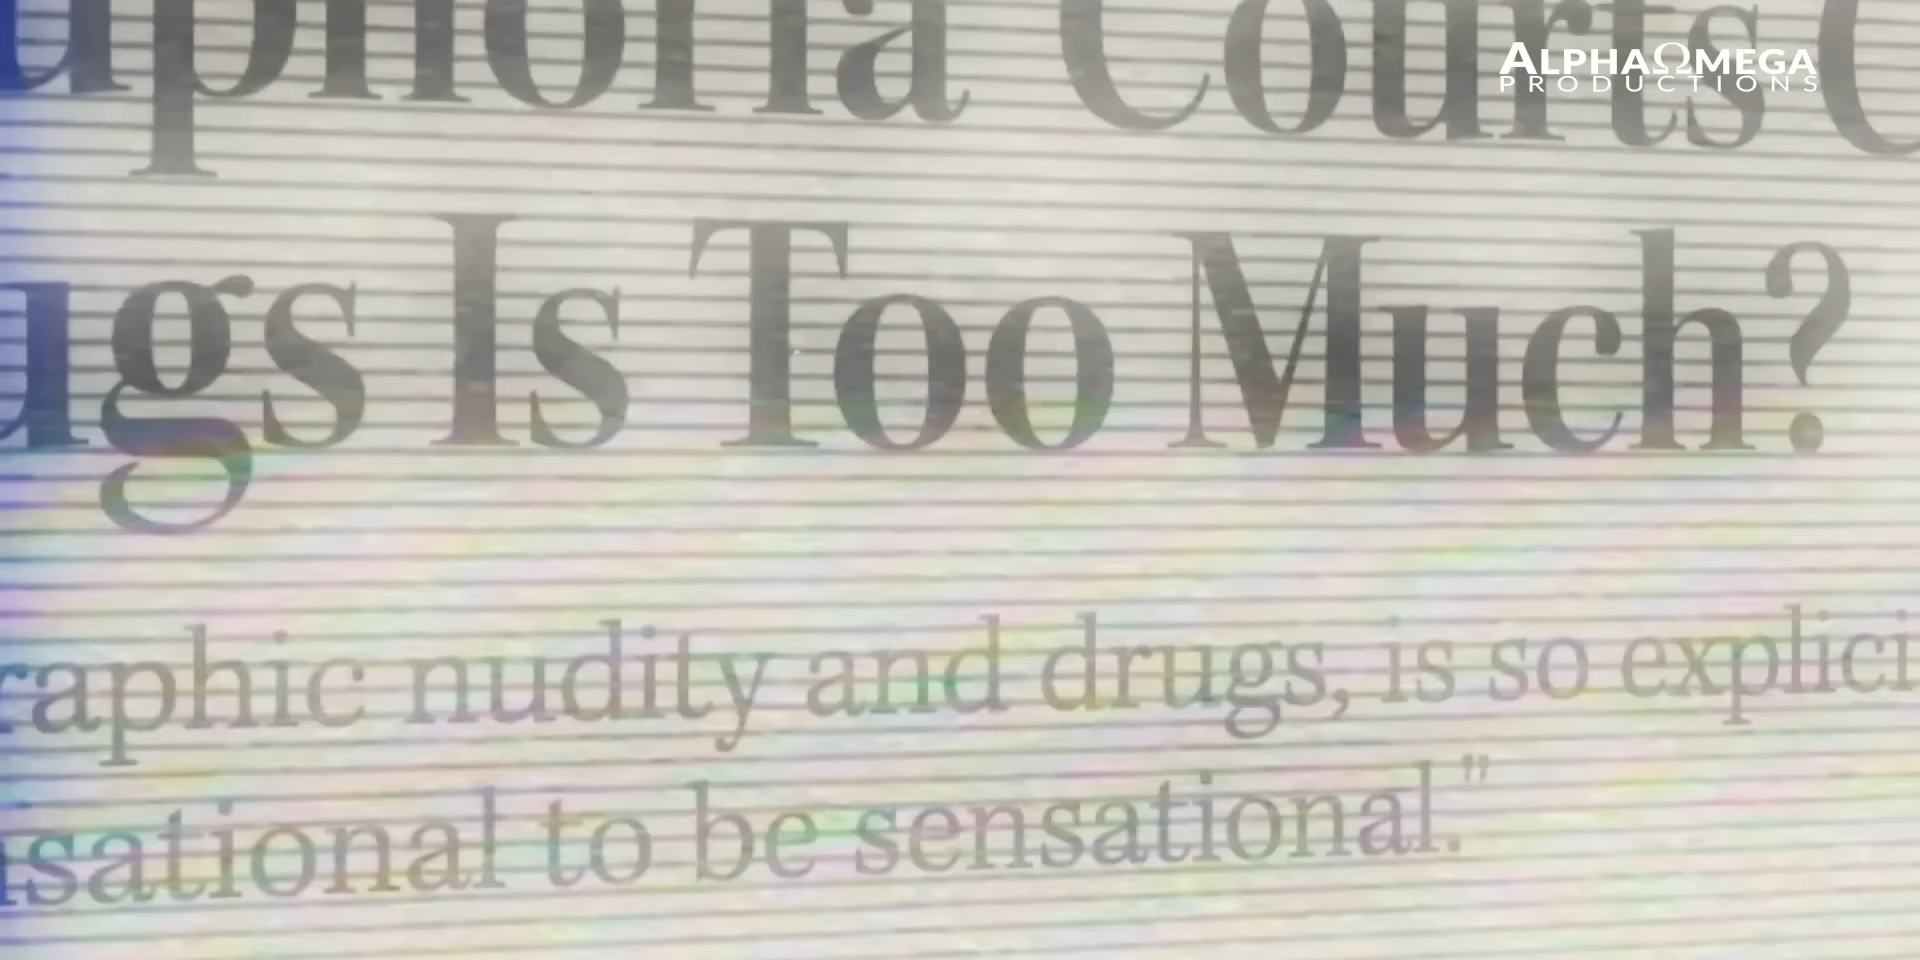 uphoria Courts C
ALPHAΩMEGA
PRODUCTIONS
ugs Is Too Much?
raphic nudity and drugs, is so explici
sational to be sensational."